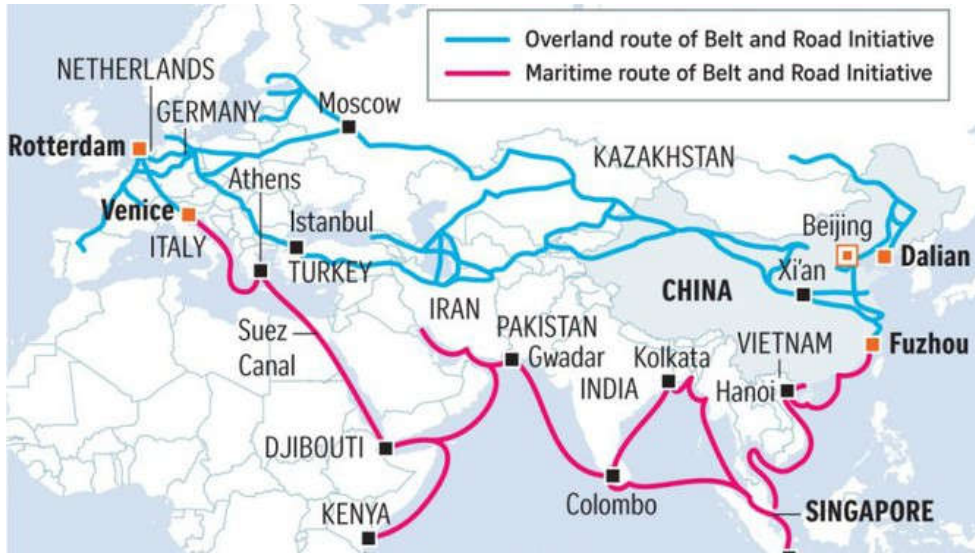 Overland route of Belt and Road Initiative
Maritime route of Belt and Road Initiative
NETHERLANDS
GERMANY
Moscow
Rotterdam
KAZAKHSTAN
Athens
Venice
Istanbul
Beijing
ITALY
Dalian
TURKEY
Xi'an
CHINA
IRAN
Suez
Canal
PAKISTAN
Gwadar
Kolkata
VIETNAM
Fuzhou
INDIA
Hanoi
DJIBOUTI
Colombo
SINGAPORE
KENYA